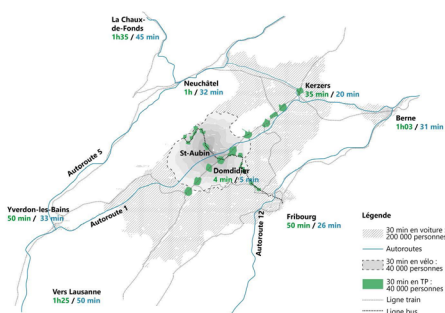 La Chaux-
de-Fonds
1h35 / 45 min
Neuchâtel
1h / 32 min
Kerzers
35 min / 20 min
Berne
1h03 / 31 min
Autoroute 5
St-Aubin
Domdidier
4 min / 5 min
Yverdon-les-Bains
50 min / 33 min
Autoroute 1
Autoroute 12
Fribourg
50 min / 26 min
Vers Lausanne
1h25 / 50 min
Légende
30 min en voiture
200 000 personnes
Autoroutes
30 min en vélo :
40 000 personnes
30 min en TP :
40 000 personnes
Ligne train
Ligne bus